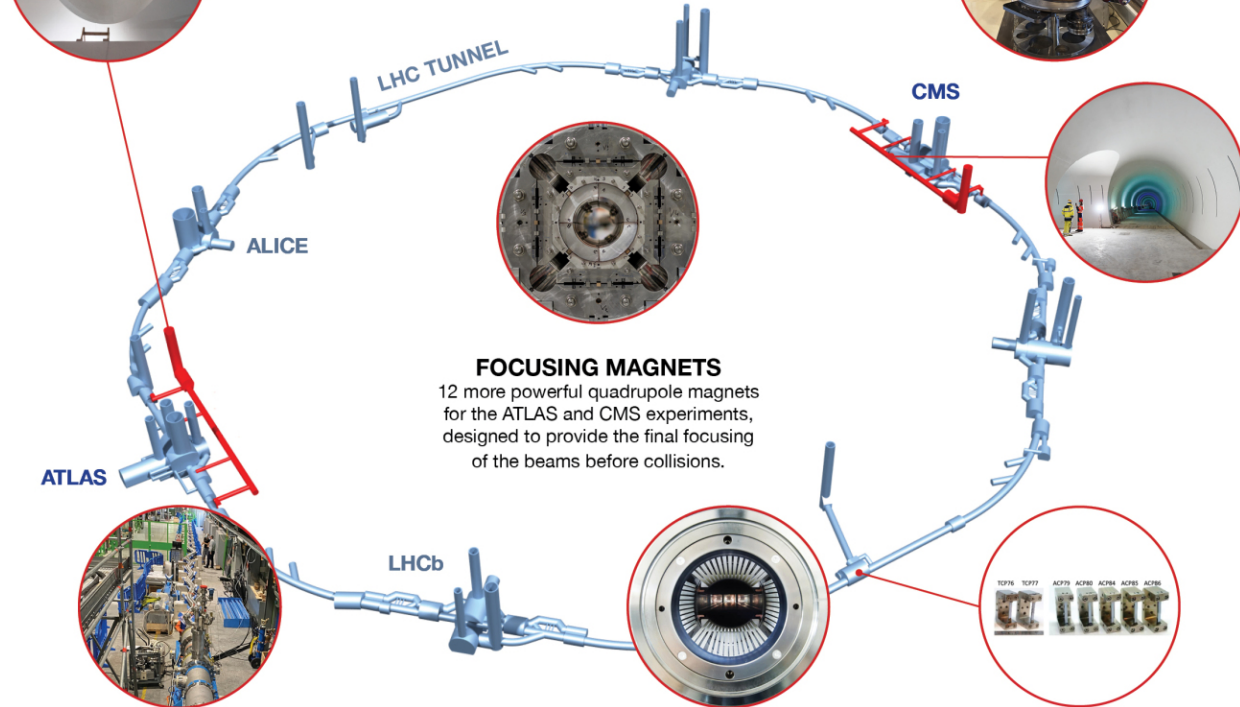 LHC TUNNEL
CMS
ALICE
FOCUSING MAGNETS
12 more powerful quadrupole magnets
for the ATLAS and CMS experiments,
designed to provide the final focusing
of the beams before collisions.
ATLAS
LHCb
TCP76 TCP77 ACP79 ACP80 ACP84 ACP85 ACP86